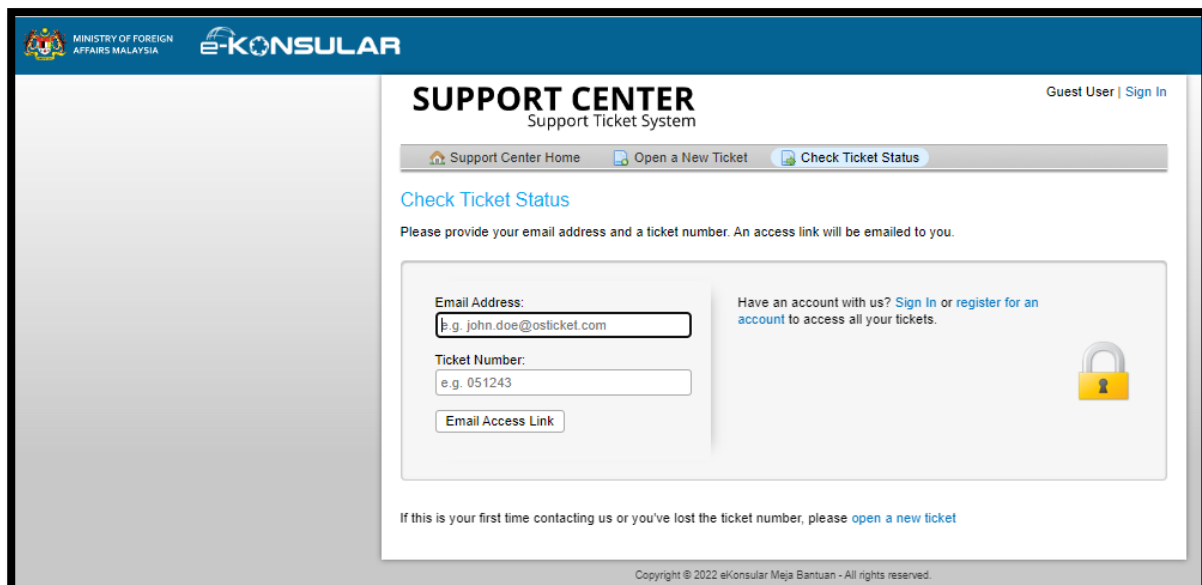 MINISTRY OF FOREIGN
AFFAIRS MALAYSIA
e-KONSULAR
SUPPORT CENTER
Support Ticket System
Guest User | Sign In
Support Center Home
Open a New Ticket
Check Ticket Status
Check Ticket Status
Please provide your email address and a ticket number. An access link will be emailed to you.
Email Address:
e.g. john.doe@osticket.com
Ticket Number:
e.g. 051243
Email Access Link
Have an account with us? Sign In or register for an
account to access all your tickets.
If this is your first time contacting us or you've lost the ticket number, please open a new ticket
Copyright © 2022 eKonsular Meja Bantuan - All rights reserved.